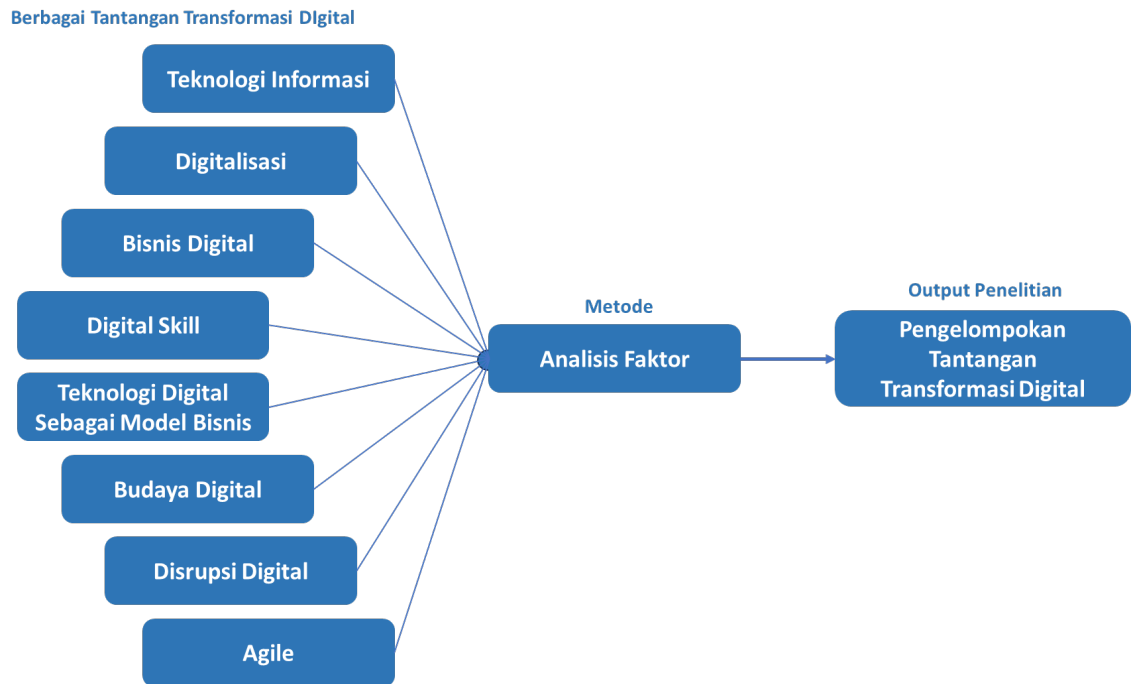 Berbagai Tantangan Transformasi DIgital
Teknologi Informasi
Digitalisasi
Bisnis Digital
Digital Skill
Teknologi Digital
Sebagai Model Bisnis
Budaya Digital
Disrupsi Digital
Agile
Metode
Analisis Faktor
Output Penelitian
Pengelompokan
Tantangan
Transformasi Digital